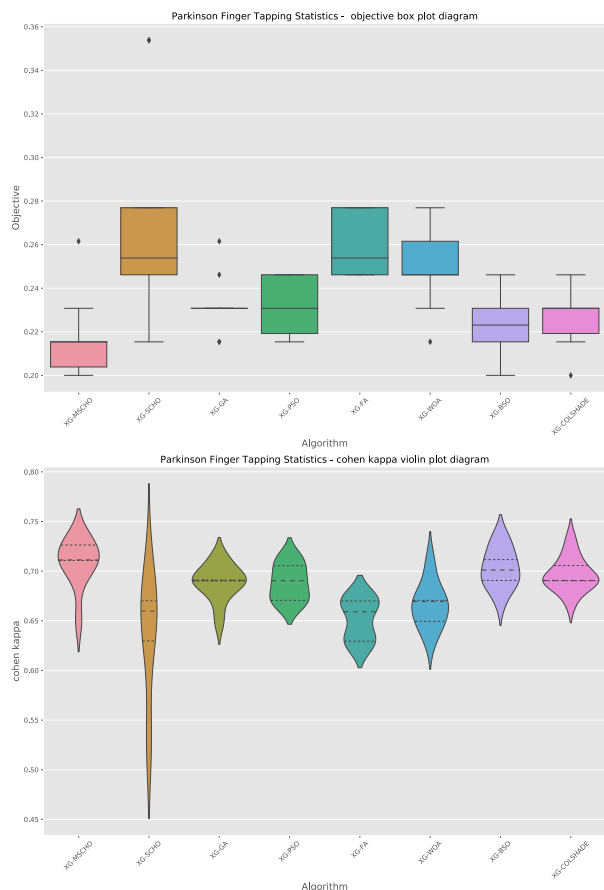 Parkinson Finger Tapping Statistics - objective box plot diagram
0.36
0.34
0.32
0.30
0.28
0.26
0.24
0.22
0.20
Objective
XG-MSCHO
XG-SCHO
XG-GA
XG-PSO
XG-FA
XG-WOA
XG-BSO
XG-COLSHADE
Algorithm
Parkinson Finger Tapping Statistics - cohen kappa violin plot diagram
0.80
0.75
0.70
0.65
0.60
0.55
0.50
0.45
cohen kappa
XG-MSCHO
XG-SCHO
XG-GA
XG-PSO
XG-FA
XG-WOA
XG-BSO
XG-COLSHADE
Algorithm